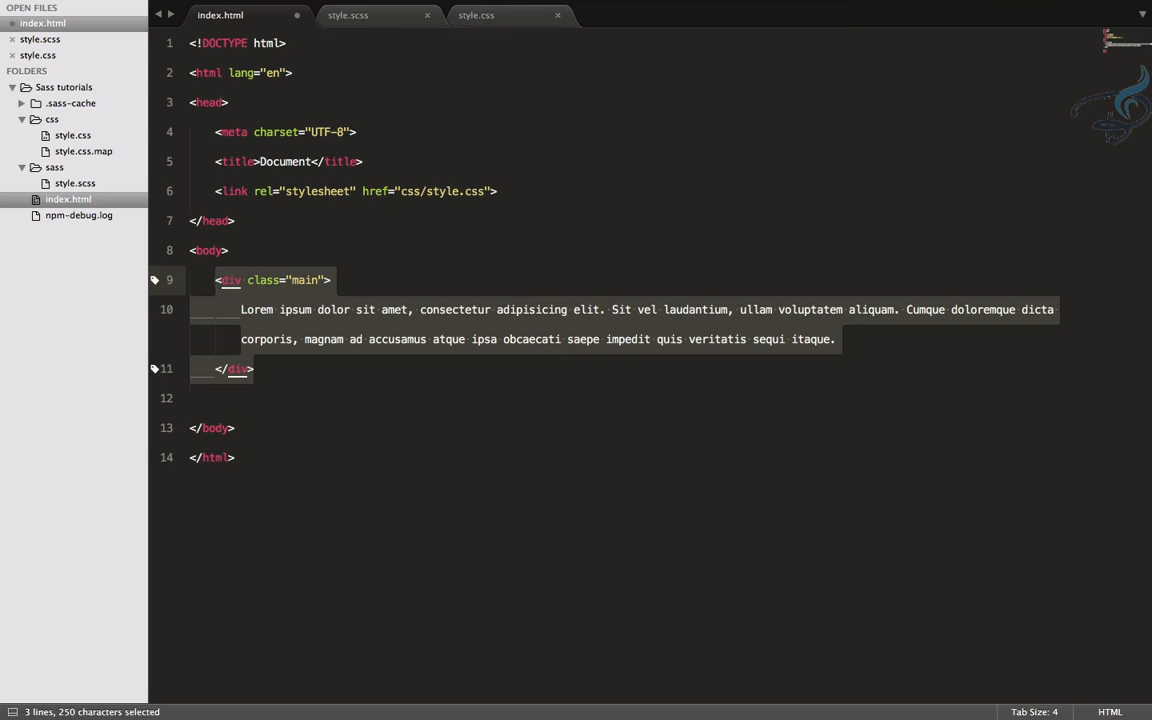 OPEN FILES
index.html
style.scss
style.css
FOLDERS
Sass tutorials
.sass-cache
css
style.css
style.css.map
sass
style.scss
index.html
npm-debug.log
index.html
style.scss
style.css
1 <!DOCTYPE html>
2 <html lang="en">
3 <head>
4 <meta charset="UTF-8">
5 <title>Document</title>
6 <link rel="stylesheet" href="css/style.css">
7 </head>
8 <body>
9 <div class="main">
10 Lorem ipsum dolor sit amet, consectetur adipisicing elit. Sit vel laudantium, ullam voluptatem aliquam. Cumque doloremque dicta
corporis, magnam ad accusamus atque ipsa obcaecati saepe impedit quis veritatis sequi itaque.
11 </div>
12
13 </body>
14 </html>
3 lines, 250 characters selected
Tab Size: 4
HTML